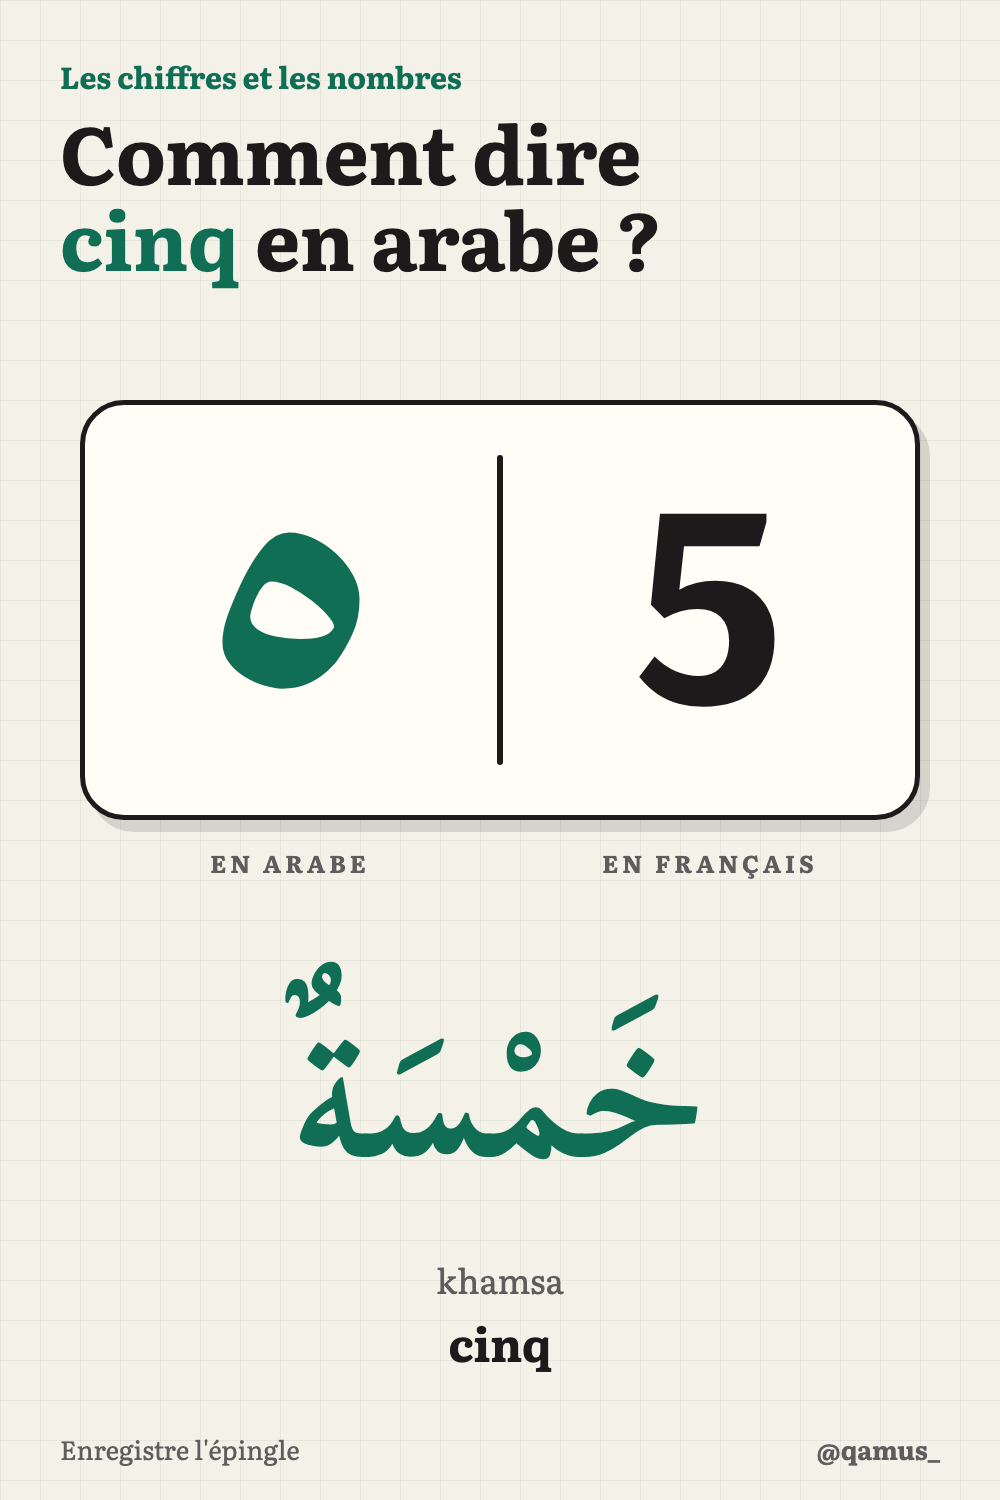 Les chiffres et les nombres
Comment dire
cinq en arabe ?
٥
5
EN ARABE
EN FRANÇAIS
خَمْسَةٌ
khamsa
cinq
Enregistre l'épingle
@qamus_